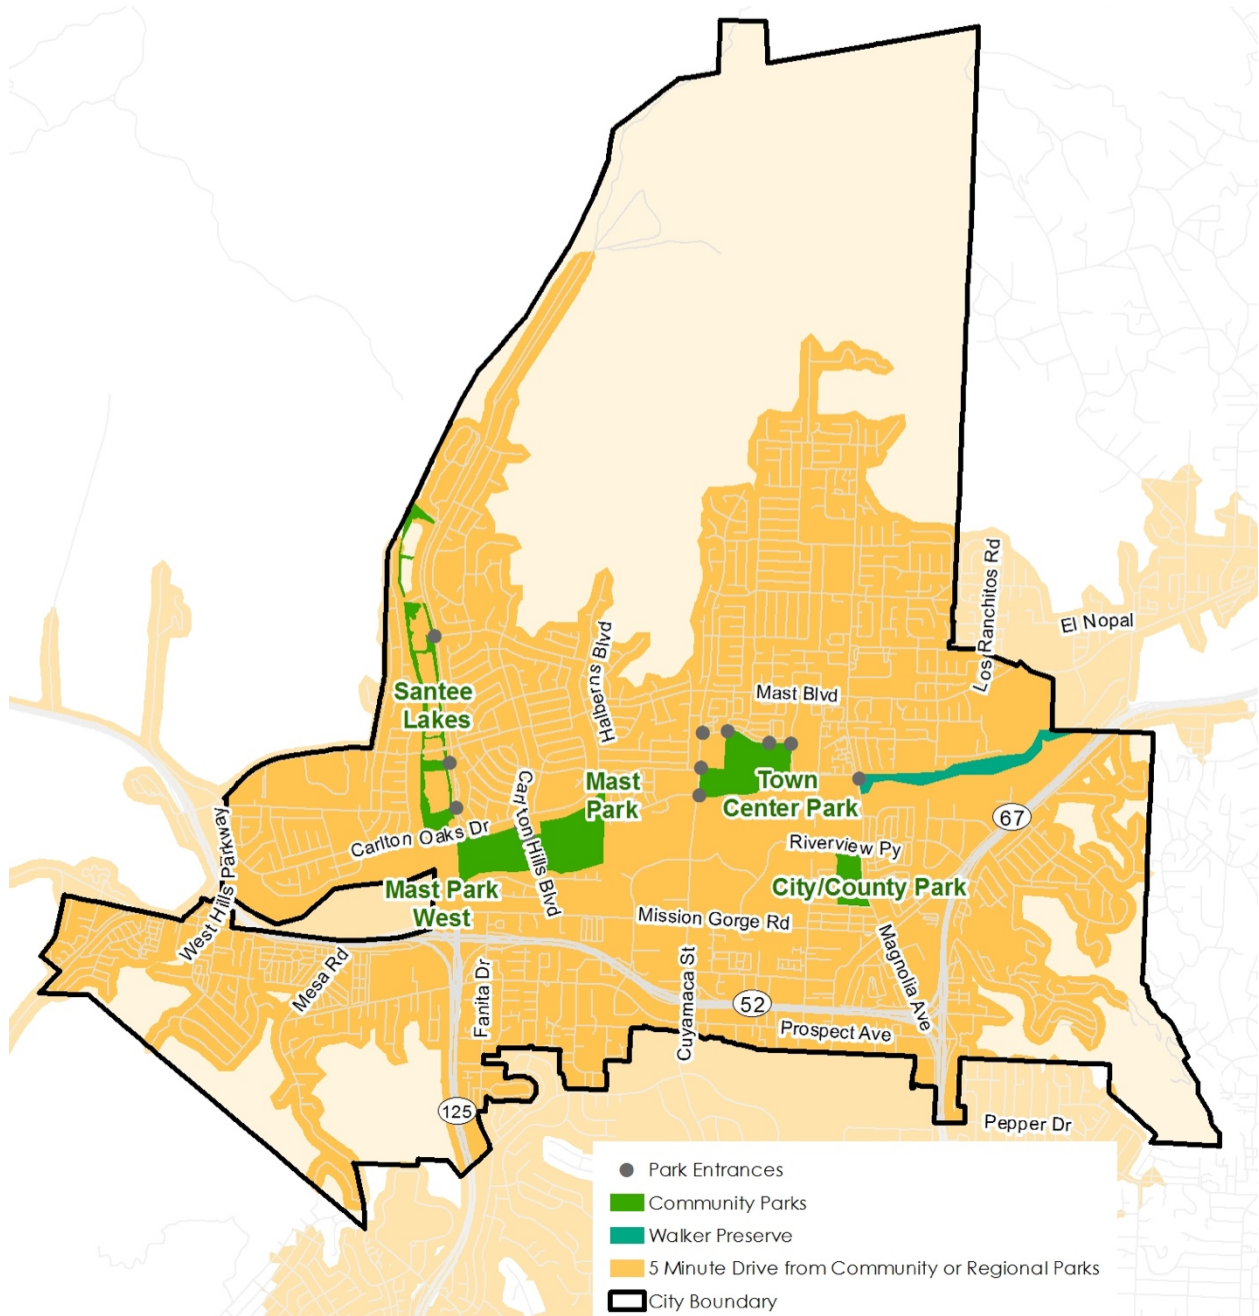 Los Ranchitos Rd
El Nopal
Halberns Blvd
Mast Blvd
Santee
Lakes
Mast
Park
Town
Center Park
67
Carlton Oaks Dr
Carlton Hills Blvd
Riverview Py
West Hills Parkway
Mast Park
West
City/County Park
Mission Gorge Rd
Mesa Rd
Fanita Dr
Cuyamaca St
Magnolia Ave
52
Prospect Ave
125
Pepper Dr
Park Entrances
Community Parks
Walker Preserve
5 Minute Drive from Community or Regional Parks
City Boundary